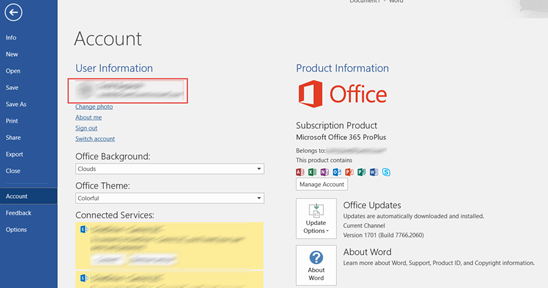 Document1 - Word
Account
Info
New
Open
Save
Save As
Print
Share
Export
Close
Account
Feedback
Options
User Information
Change photo
About me
Sign out
Switch account
Office Background:
Clouds
Office Theme:
Colorful
Connected Services:
Product Information
Office
Subscription Product
Microsoft Office 365 ProPlus
Belongs to:
This product contains
Manage Account
Update
Options
Office Updates
Updates are automatically downloaded and installed.
Current Channel
Version 1701 (Build 7766.2060)
About
Word
About Word
Learn more about Word, Support, Product ID, and Copyright information.